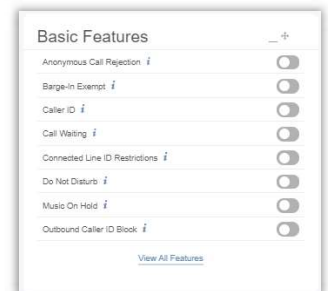 Basic Features
Anonymous Call Rejection i
Barge-In Exempt i
Caller ID i
Call Waiting i
Connected Line ID Restrictions i
Do Not Disturb i
Music On Hold i
Outbound Caller ID Block i
View All Features